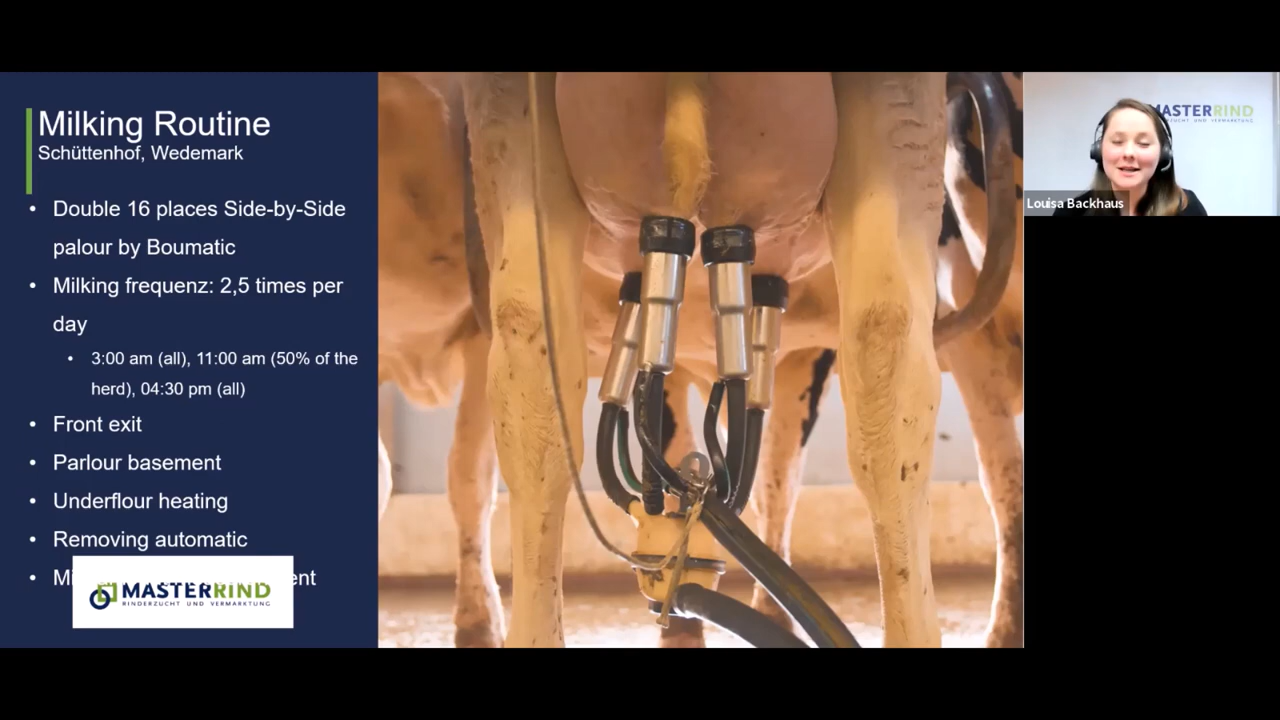 Milking Routine
Schüttenhof, Wedemark
• Double 16 places Side-by-Side
palour by Boumatic
• Milking frequenz: 2,5 times per
day
• 3:00 am (all), 11:00 am (50% of the
herd), 04:30 pm (all)
• Front exit
• Parlour basement
• Underflour heating
• Removing automatic
MASTERRIND
RINDERZUCHT UND VERMARKTUNG
MASTERRIND
Louisa Backhaus